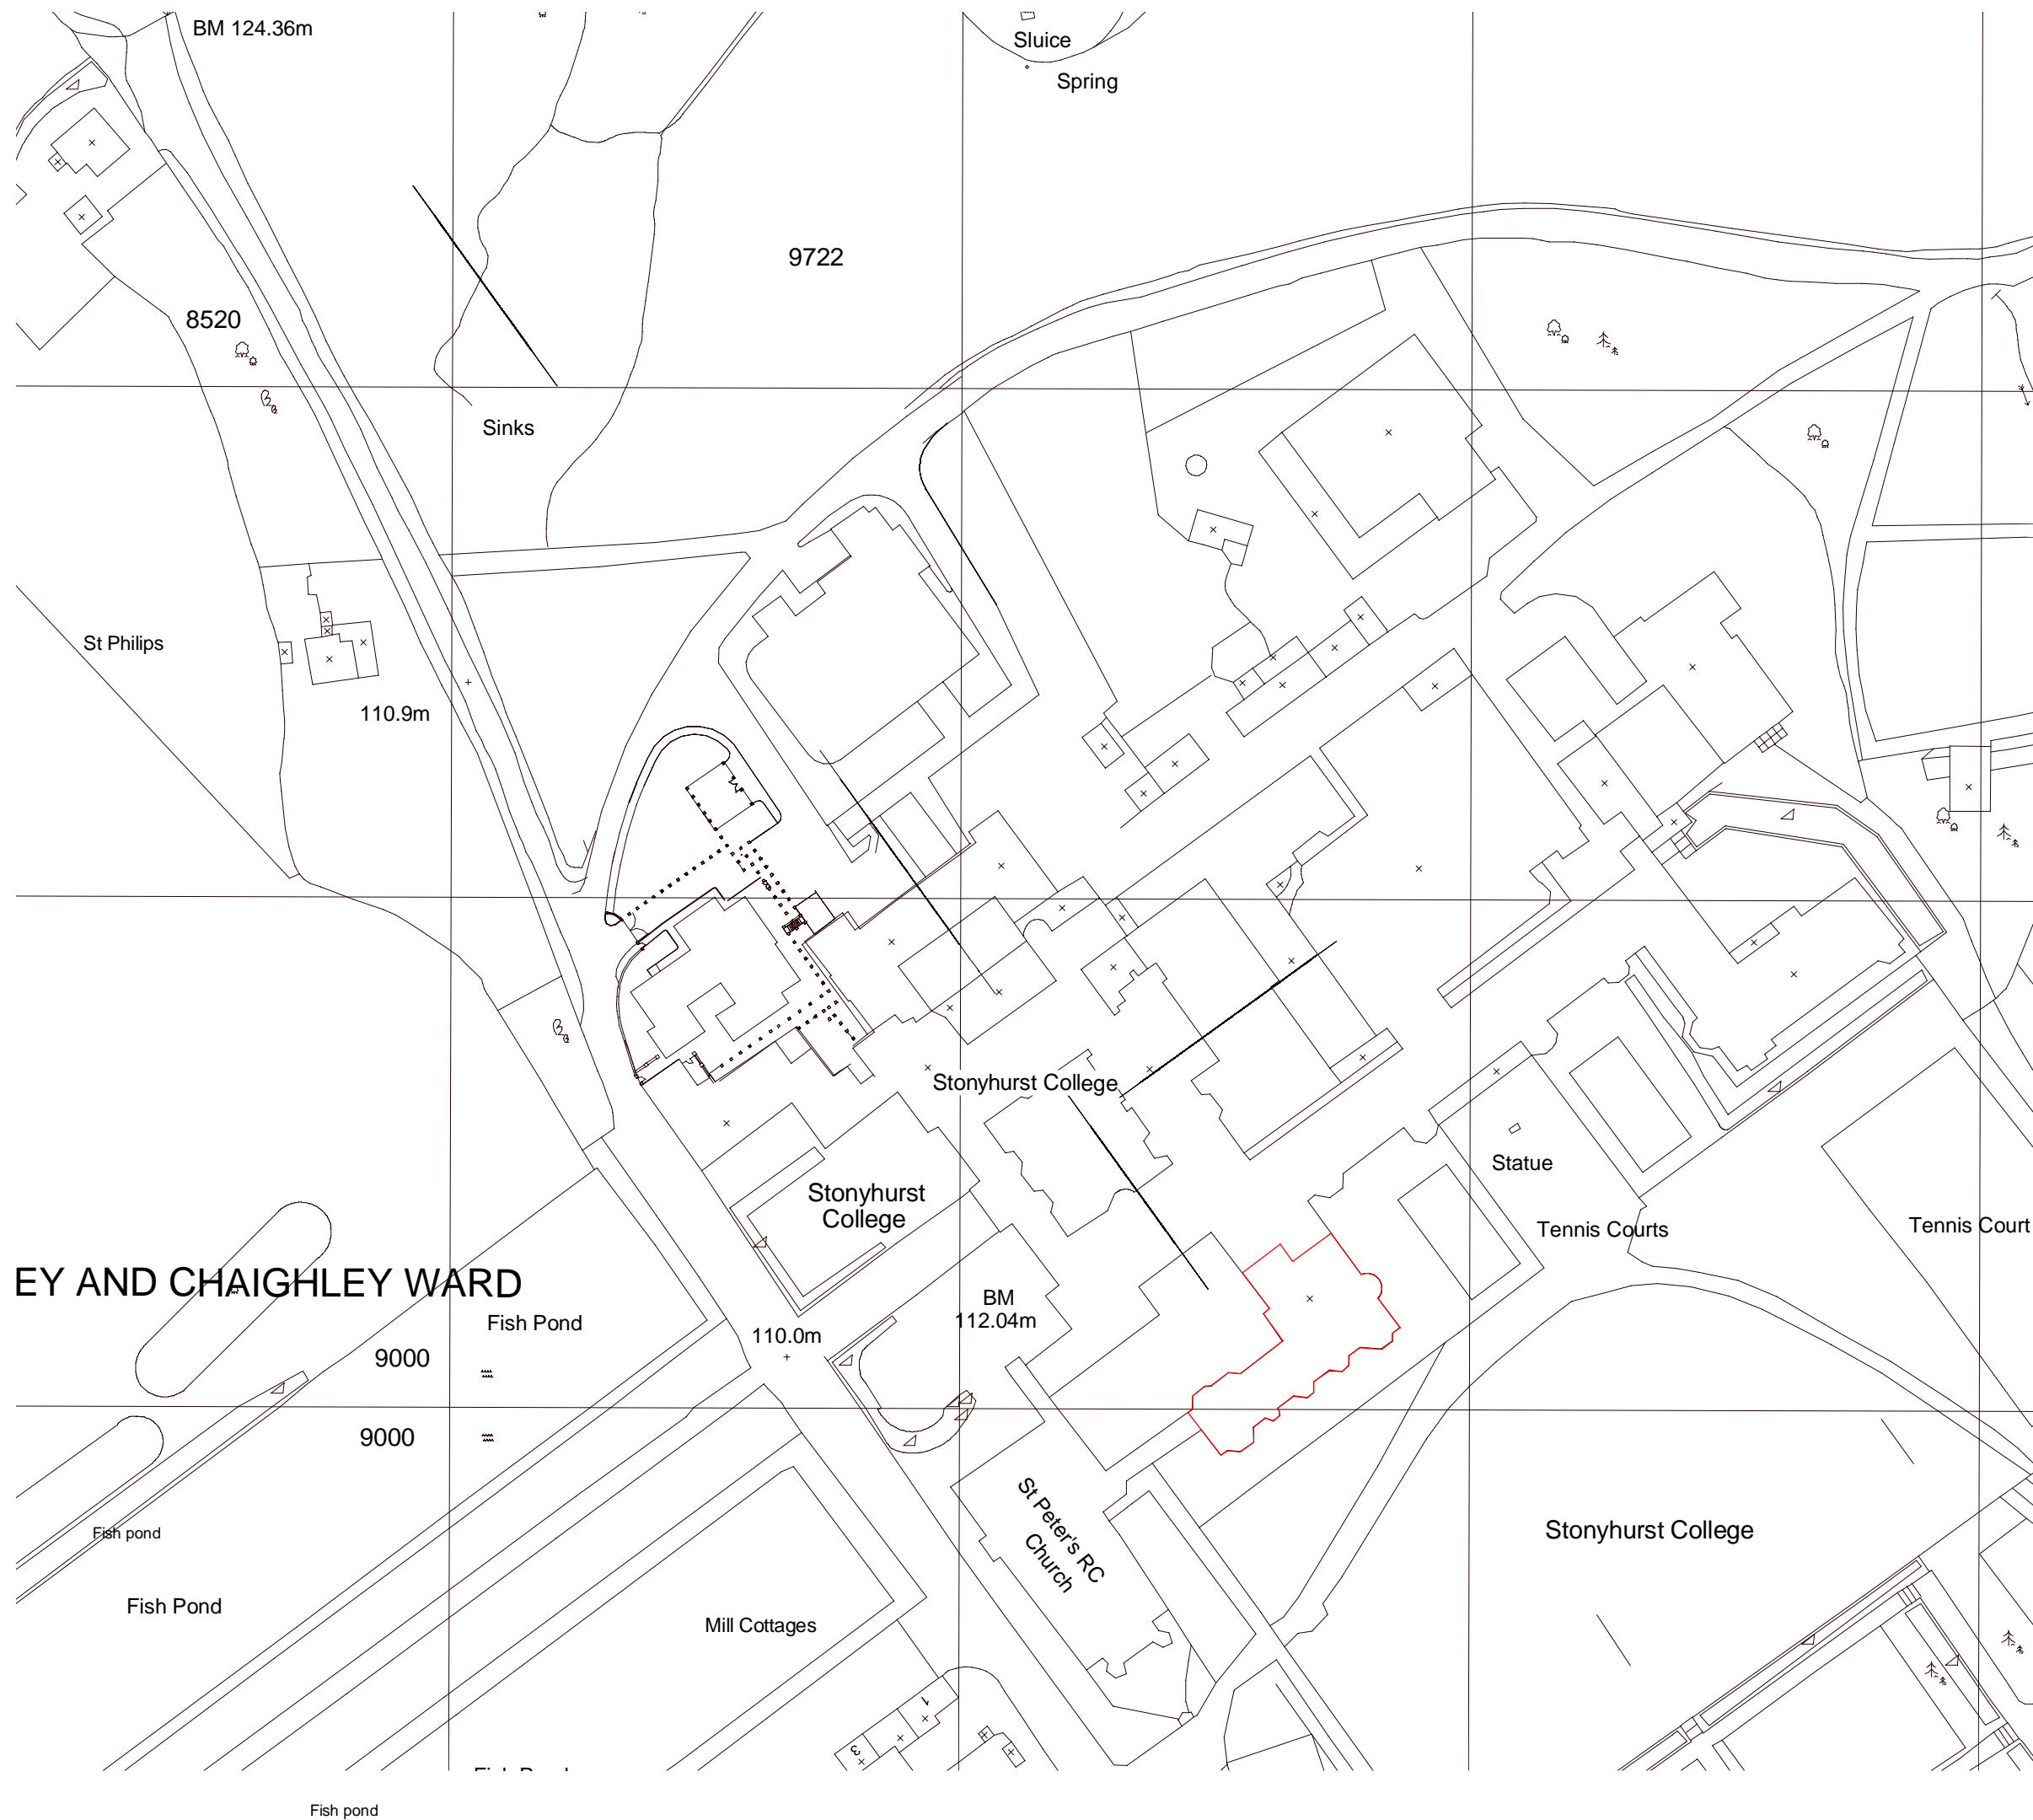 BM 124.36m
Sluice
Spring
9722
8520
Sinks
St Philips
110.9m
Stonyhurst College
Stonyhurst
College
Statue
Tennis Courts
Tennis Court
EY AND CHAIGHLEY WARD
BM
112.04m
Fish Pond
110.0m
9000
9000
St Peter's RC
Church
Fish pond
Stonyhurst College
Fish Pond
Mill Cottages
1
3
Fish pond